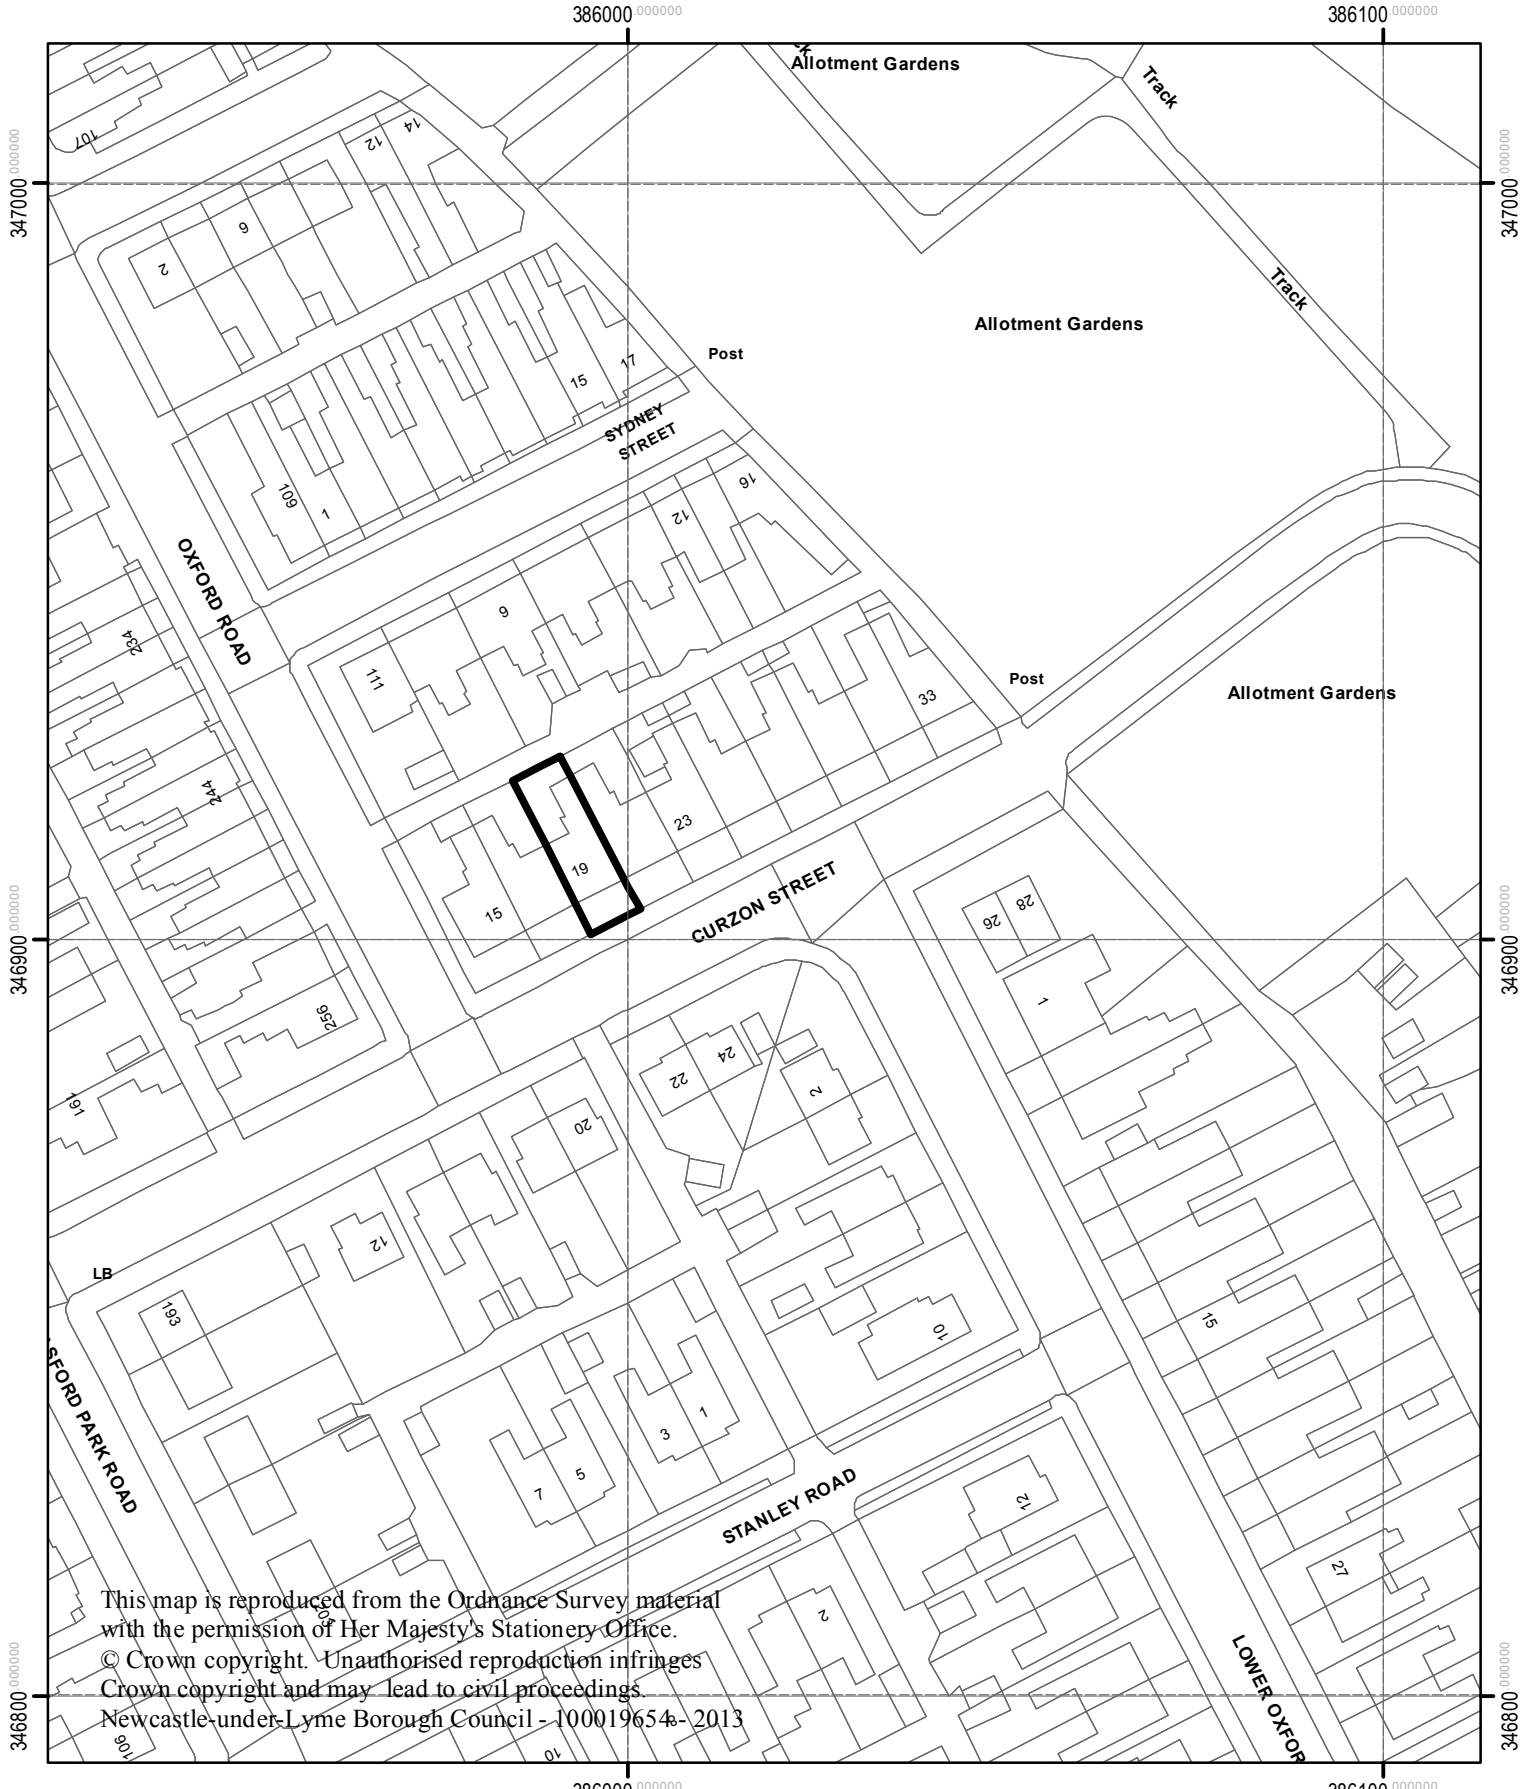 386000.000000
386100.000000
Allotment Gardens
Track
107
12
14
347000.000000
347000.000000
6
2
Track
Allotment Gardens
Post
17
15
SYDNEY
STREET
16
109
1
12
OXFORD ROAD
9
234
111
Post
33
Allotment Gardens
244
23
19
CURZON STREET
15
28
26
346900.000000
346900.000000
1
256
24
22
2
191
20
12
LB
193
15
10
SFORD PARK ROAD
1
3
5
7
STANLEY ROAD
12
27
2
This map is reproduced from the Ordnance Survey material
with the permission of Her Majesty's Stationery Office.
© Crown copyright. Unauthorised reproduction infringes
Crown copyright and may lead to civil proceedings.
Newcastle-under-Lyme Borough Council - 100019654 - 2013
LOWER OXFOR
346800.000000
346800.000000
106
10
386000.000000
386100.000000